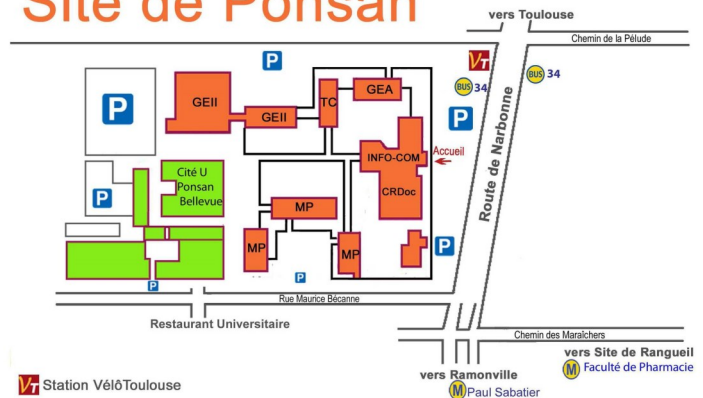 Site de Ponsan
vers Toulouse
Chemin de la Pélude
P
VT
BUS 34
BUS 34
P
GEII
GEII
TC
GEA
P
Route de Narbonne
INFO-COM
Accueil
CRDoc
Cité U
Ponsan
Bellevue
P
MP
MP
MP
P
P
P
Rue Maurice Bécanne
Restaurant Universitaire
Chemin des Maraîchers
vers Site de Rangueil
M Faculté de Pharmacie
vers Ramonville
M Paul Sabatier
VT Station VélôToulouse